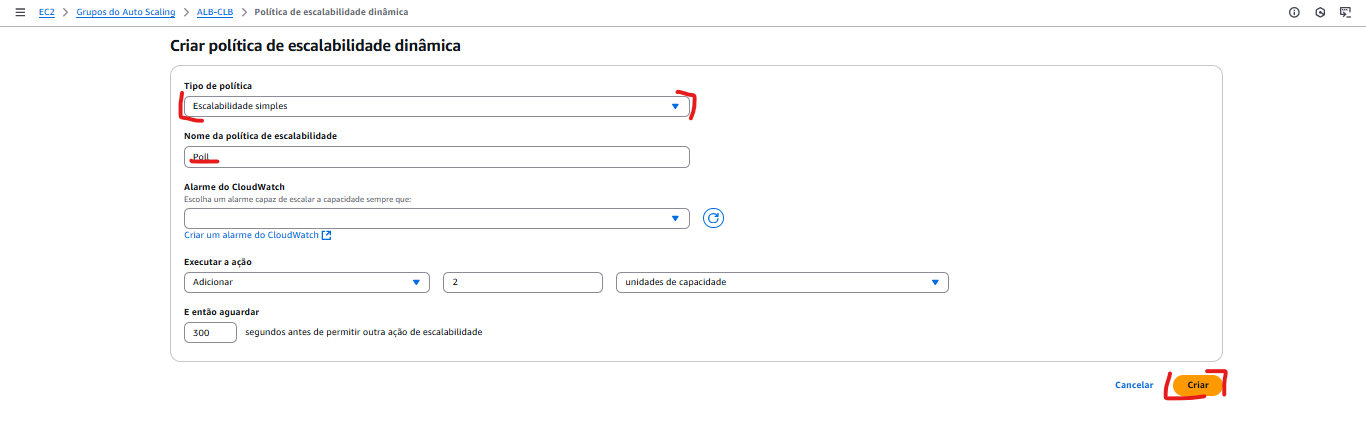 EC2 > Grupos do Auto Scaling > ALB-CLB > Política de escalabilidade dinâmica
Criar política de escalabilidade dinâmica
Tipo de política
Escalabilidade simples
Nome da política de escalabilidade
Poll
Alarme do CloudWatch
Escolha um alarme capaz de escalar a capacidade sempre que:
Criar um alarme do CloudWatch
Executar a ação
Adicionar 2 unidades de capacidade
E então aguardar
300 segundos antes de permitir outra ação de escalabilidade
Cancelar Criar